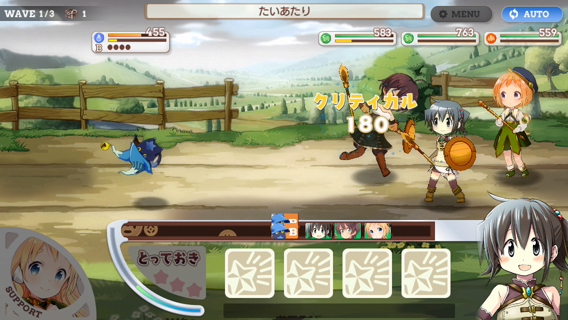 WAVE 1/3
1
たいあたり
MENU
AUTO
455
13
583
763
559
クリティカル
180
とっておき
SUPPORT